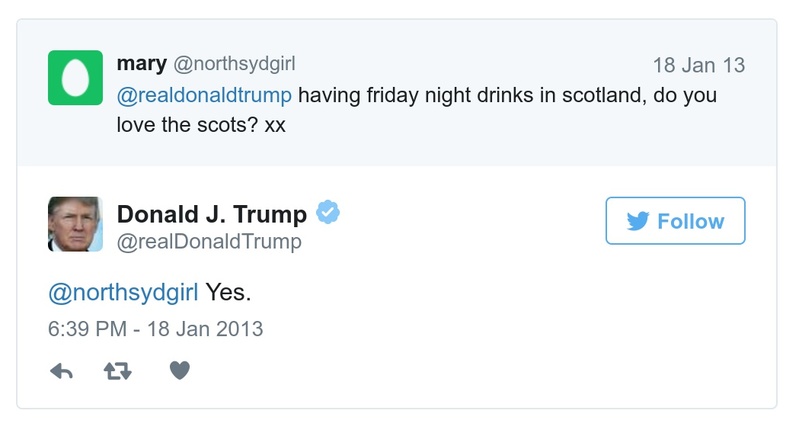 mary @northsydgirl 18 Jan 13
@realdonaldtrump having friday night drinks in scotland, do you
love the scots? xx
Donald J. Trump
@realDonaldTrump
Follow
@northsydgirl Yes.
6:39 PM - 18 Jan 2013